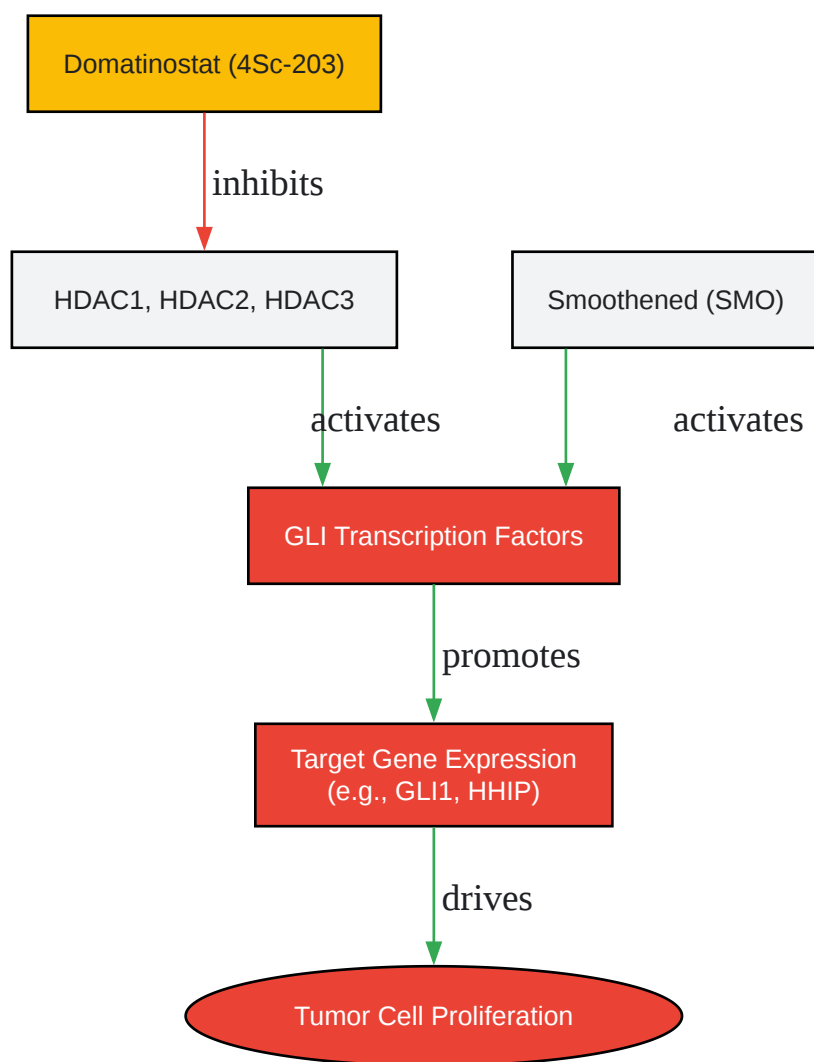 Domatinostat (4Sc-203)
inhibits
HDAC1, HDAC2, HDAC3
Smoothened (SMO)
activates
activates
GLI Transcription Factors
promotes
Target Gene Expression
(e.g., GLI1, HHIP)
drives
Tumor Cell Proliferation